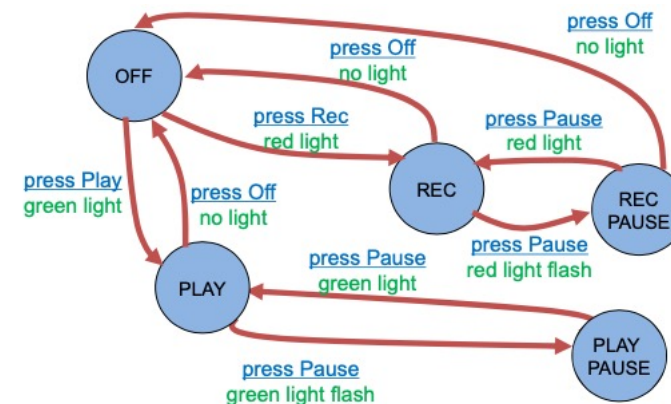 press Off
no light
press Off
no light
OFF
press Rec
red light
press Pause
red light
press Play
green light
press Off
no light
REC
REC
PAUSE
press Pause
red light flash
press Pause
green light
PLAY
PLAY
PAUSE
press Pause
green light flash